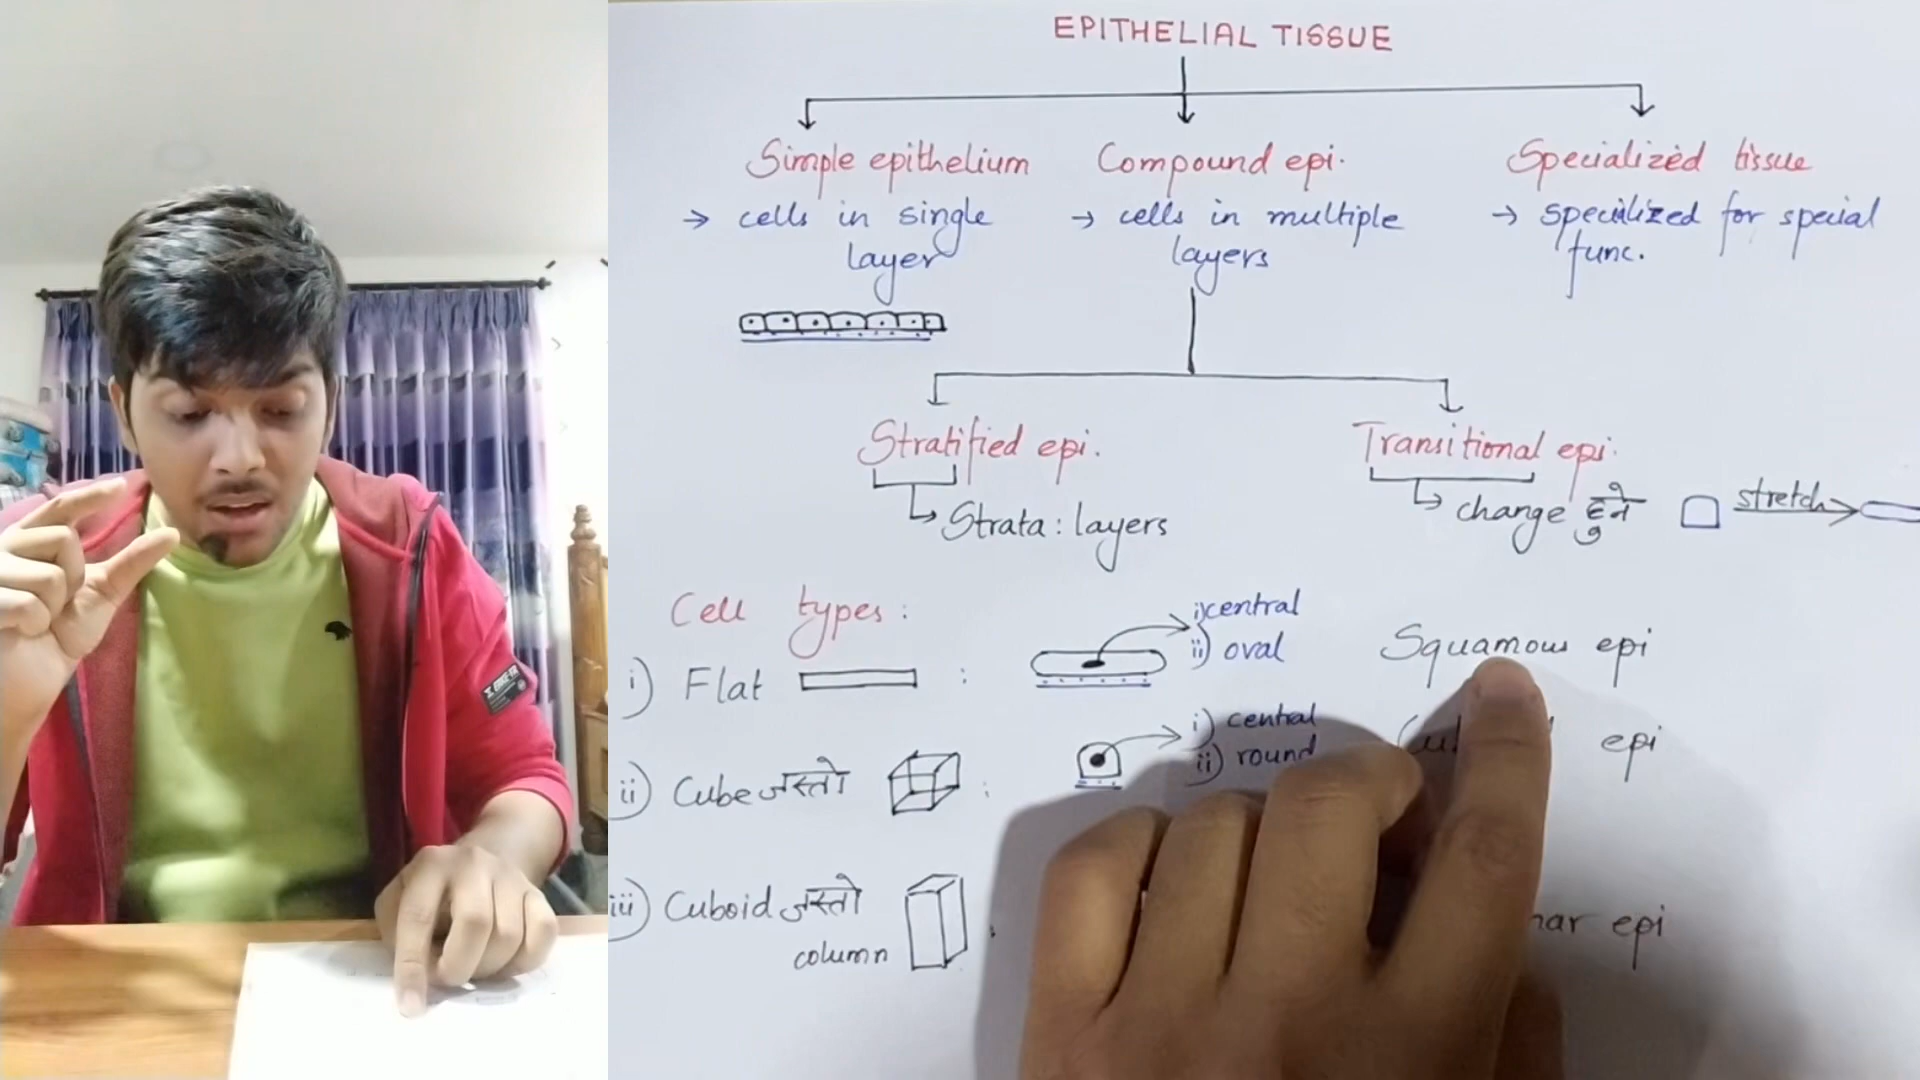 EPITHELIAL TISSUE
Simple epithelium
→ cells in single
layer
Compound epi.
→ cells in multiple
layers
Specialized tissue
→ specialized for special
func.
Stratified epi.
Strata : layers
Transitional epi.
change हुने
stretch
Cell types :
i) Flat :
i) central
ii) oval
Squamous epi
ii) Cube जस्तो :
i) central
ii) round
epi
iii) Cuboid जस्तो
column
epi